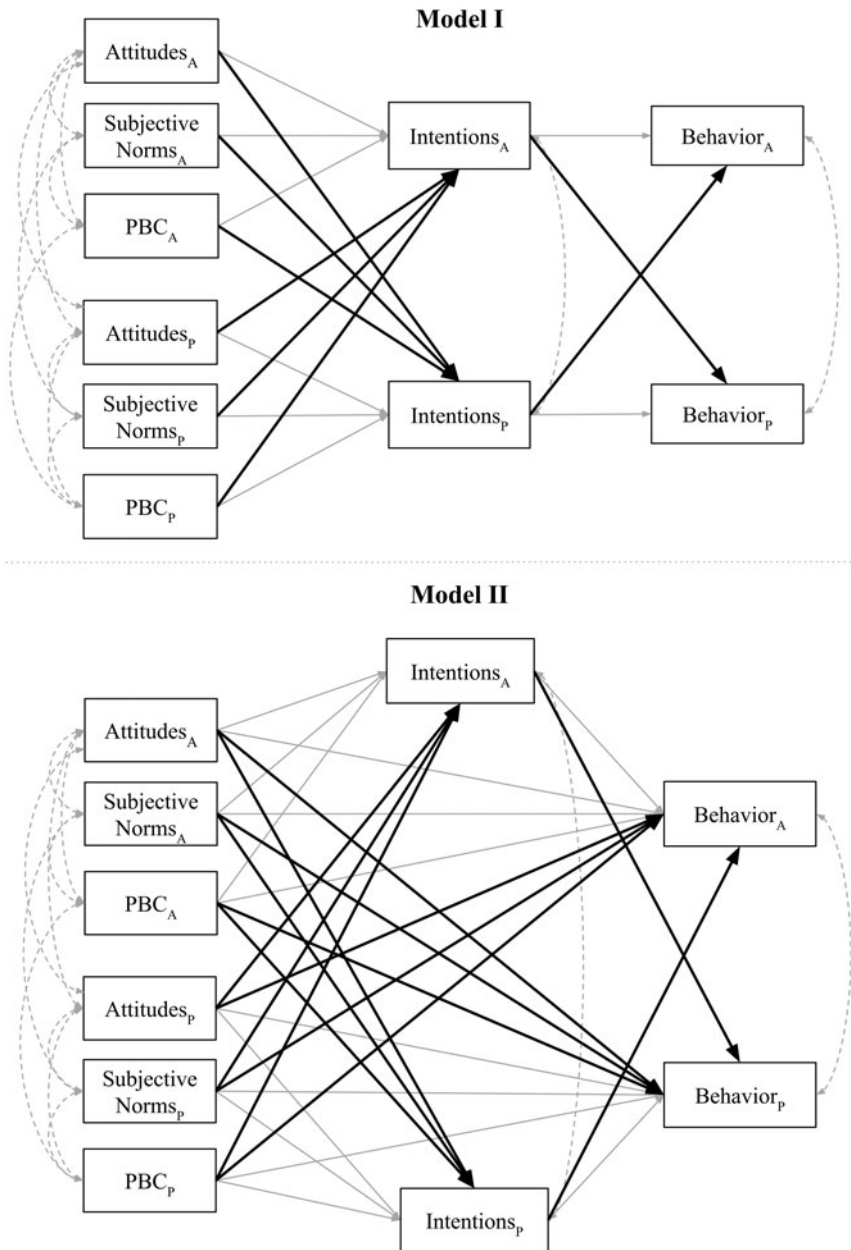 Model I
Attitudes_A
Subjective
Norms_A
PBC_A
Attitudes_P
Subjective
Norms_P
PBC_P
Intentions_A
Intentions_P
Behavior_A
Behavior_P
Model II
Attitudes_A
Subjective
Norms_A
PBC_A
Attitudes_P
Subjective
Norms_P
PBC_P
Intentions_A
Intentions_P
Behavior_A
Behavior_P